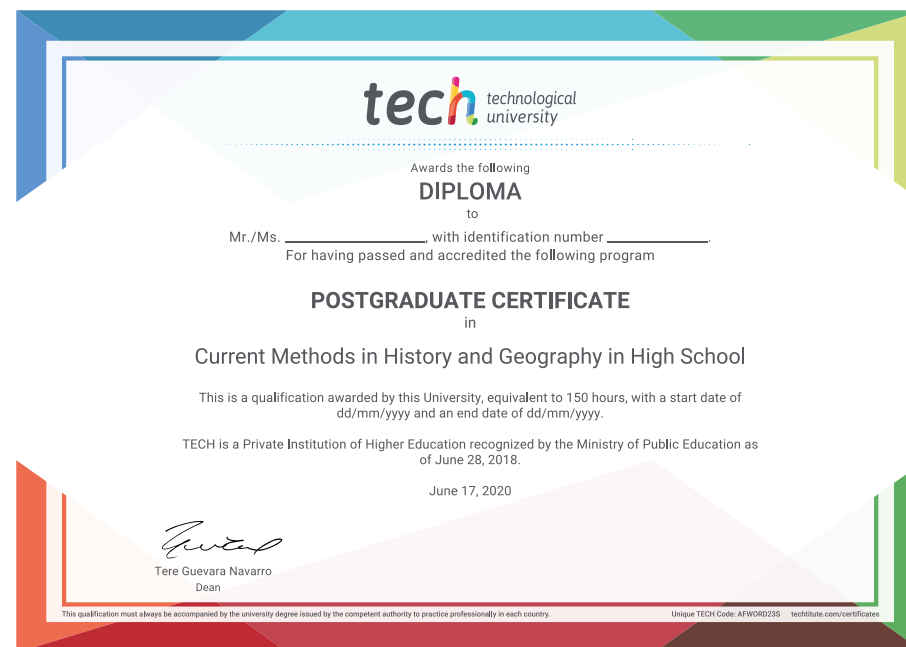 tech technological
university
Awards the following
DIPLOMA
to
Mr./Ms. ____________________, with identification number ______________.
For having passed and accredited the following program
POSTGRADUATE CERTIFICATE
in
Current Methods in History and Geography in High School
This is a qualification awarded by this University, equivalent to 150 hours, with a start date of
dd/mm/yyyy and an end date of dd/mm/yyyy.
TECH is a Private Institution of Higher Education recognized by the Ministry of Public Education as
of June 28, 2018.
June 17, 2020
Tere Guevara Navarro
Dean
This qualification must always be accompanied by the university degree issued by the competent authority to practice professionally in each country. Unique TECH Code: AFWORD23S techtitute.com/certificates